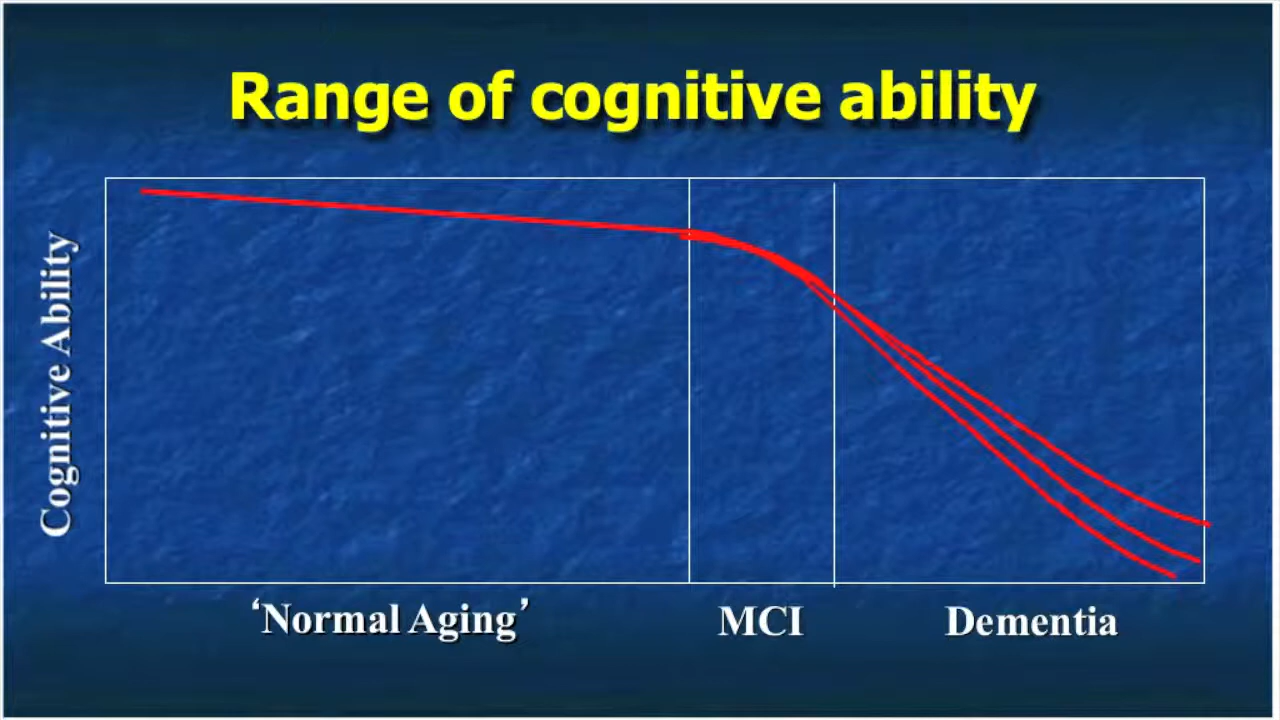 Range of cognitive ability
Cognitive Ability
‘Normal Aging’
MCI
Dementia